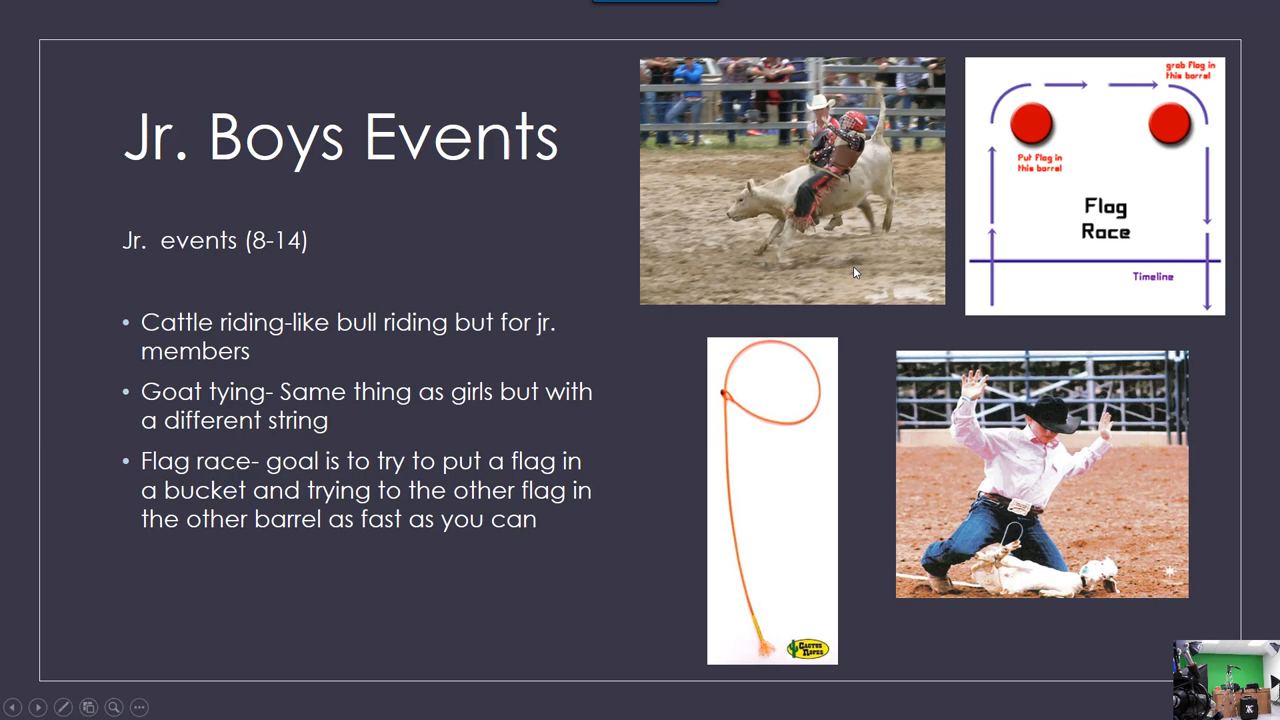 Jr. Boys Events
Jr. events (8-14)
• Cattle riding-like bull riding but for jr.
members
• Goat tying- Same thing as girls but with
a different string
• Flag race- goal is to try to put a flag in
a bucket and trying to the other flag in
the other barrel as fast as you can
grab flag in
this barrel
Put flag in
this barrel
Flag
Race
Timeline
CACTUS
ROPES